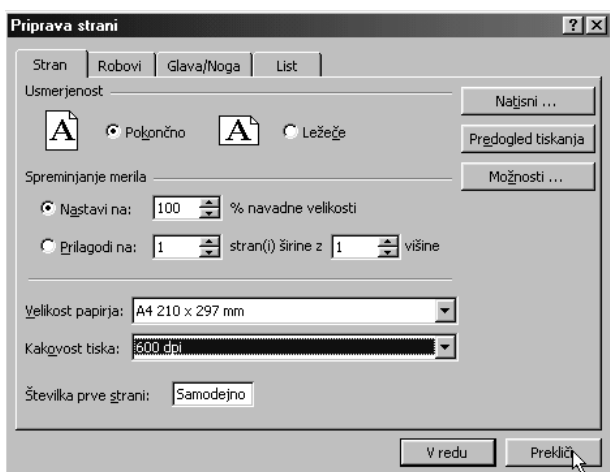 Priprava strani
Stran Robovi Glava/Noga List
Usmerjenost
A Pokončno A Ležeče
Natisni ...
Predogled tiskanja
Možnosti ...
Spreminjanje merila
Nastavi na: 100 % navadne velikosti
Prilagodi na: 1 stran(i) širine z 1 višine
Velikost papirja: A4 210 x 297 mm
Kakovost tiska: 600 dpi
Številka prve strani: Samodejno
V redu Prekliči